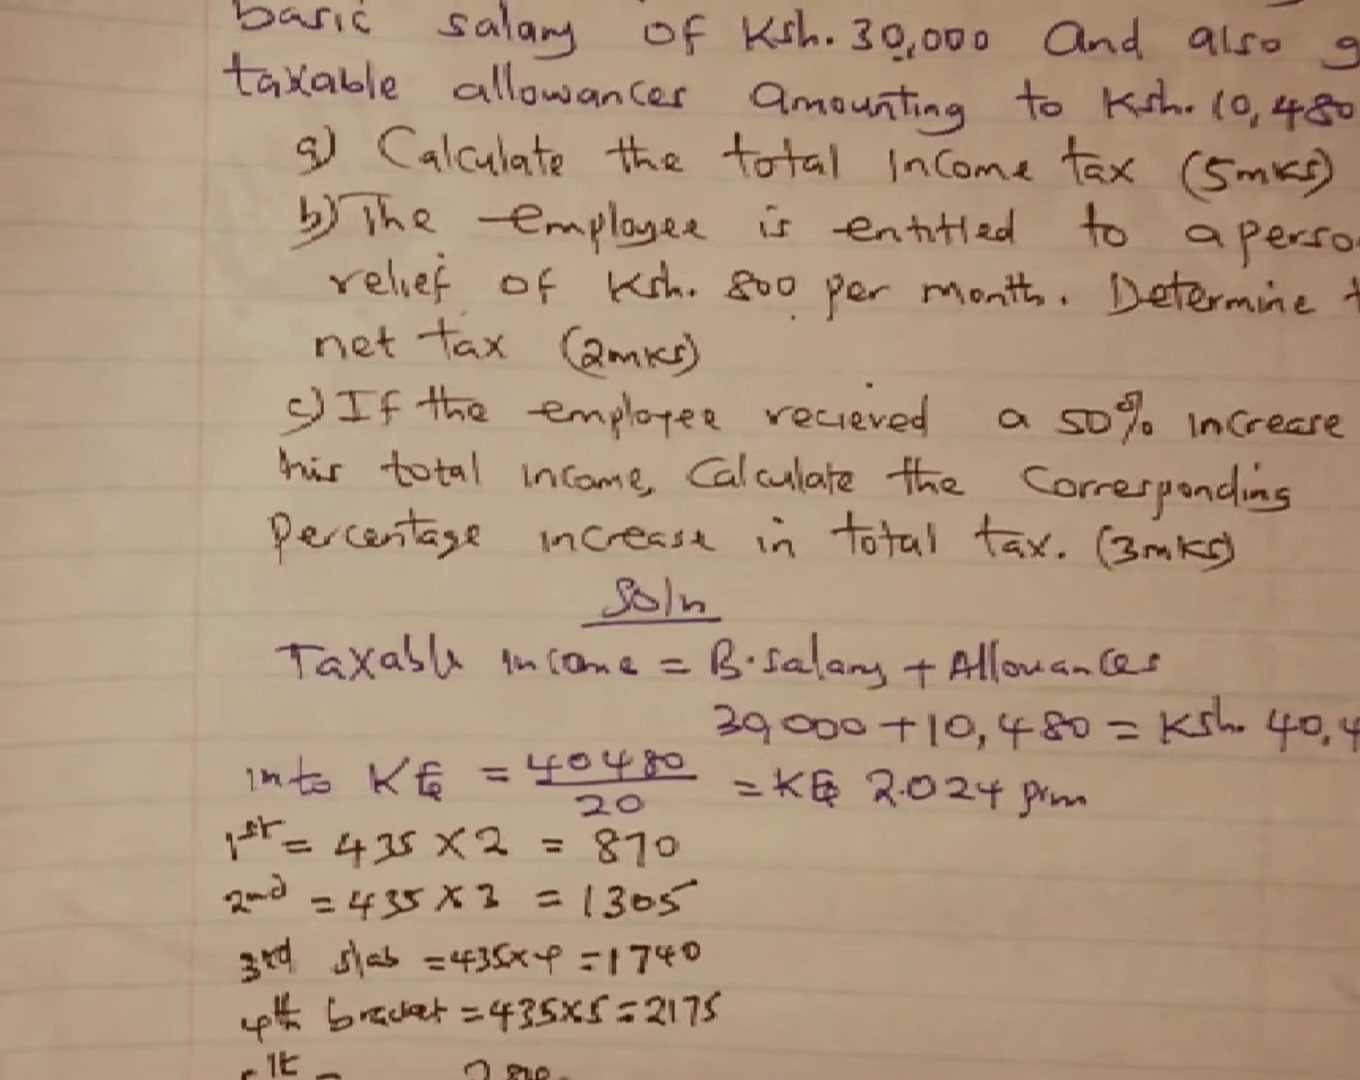 basic salary of Ksh. 30,000 and also
taxable allowances amounting to Ksh. 10,480
a) Calculate the total income tax (5mks)
b) The employee is entitled to a perso
relief of Ksh. 800 per month. Determine t
net tax (2mks)
c) If the employee recieved a 50% increase
his total income, Calculate the Corresponding
Percentage increase in total tax. (3mks)
Soln
Taxable income = B.salary + Allowances
30,000 + 10,480 = Ksh. 40,4
into K£ = 40480/20 = K£ 2024 p.m
1st = 435 X 2 = 870
2nd = 435 X 3 = 1305
3rd slab = 435x4 = 1740
4th bracket = 435x5 = 2175